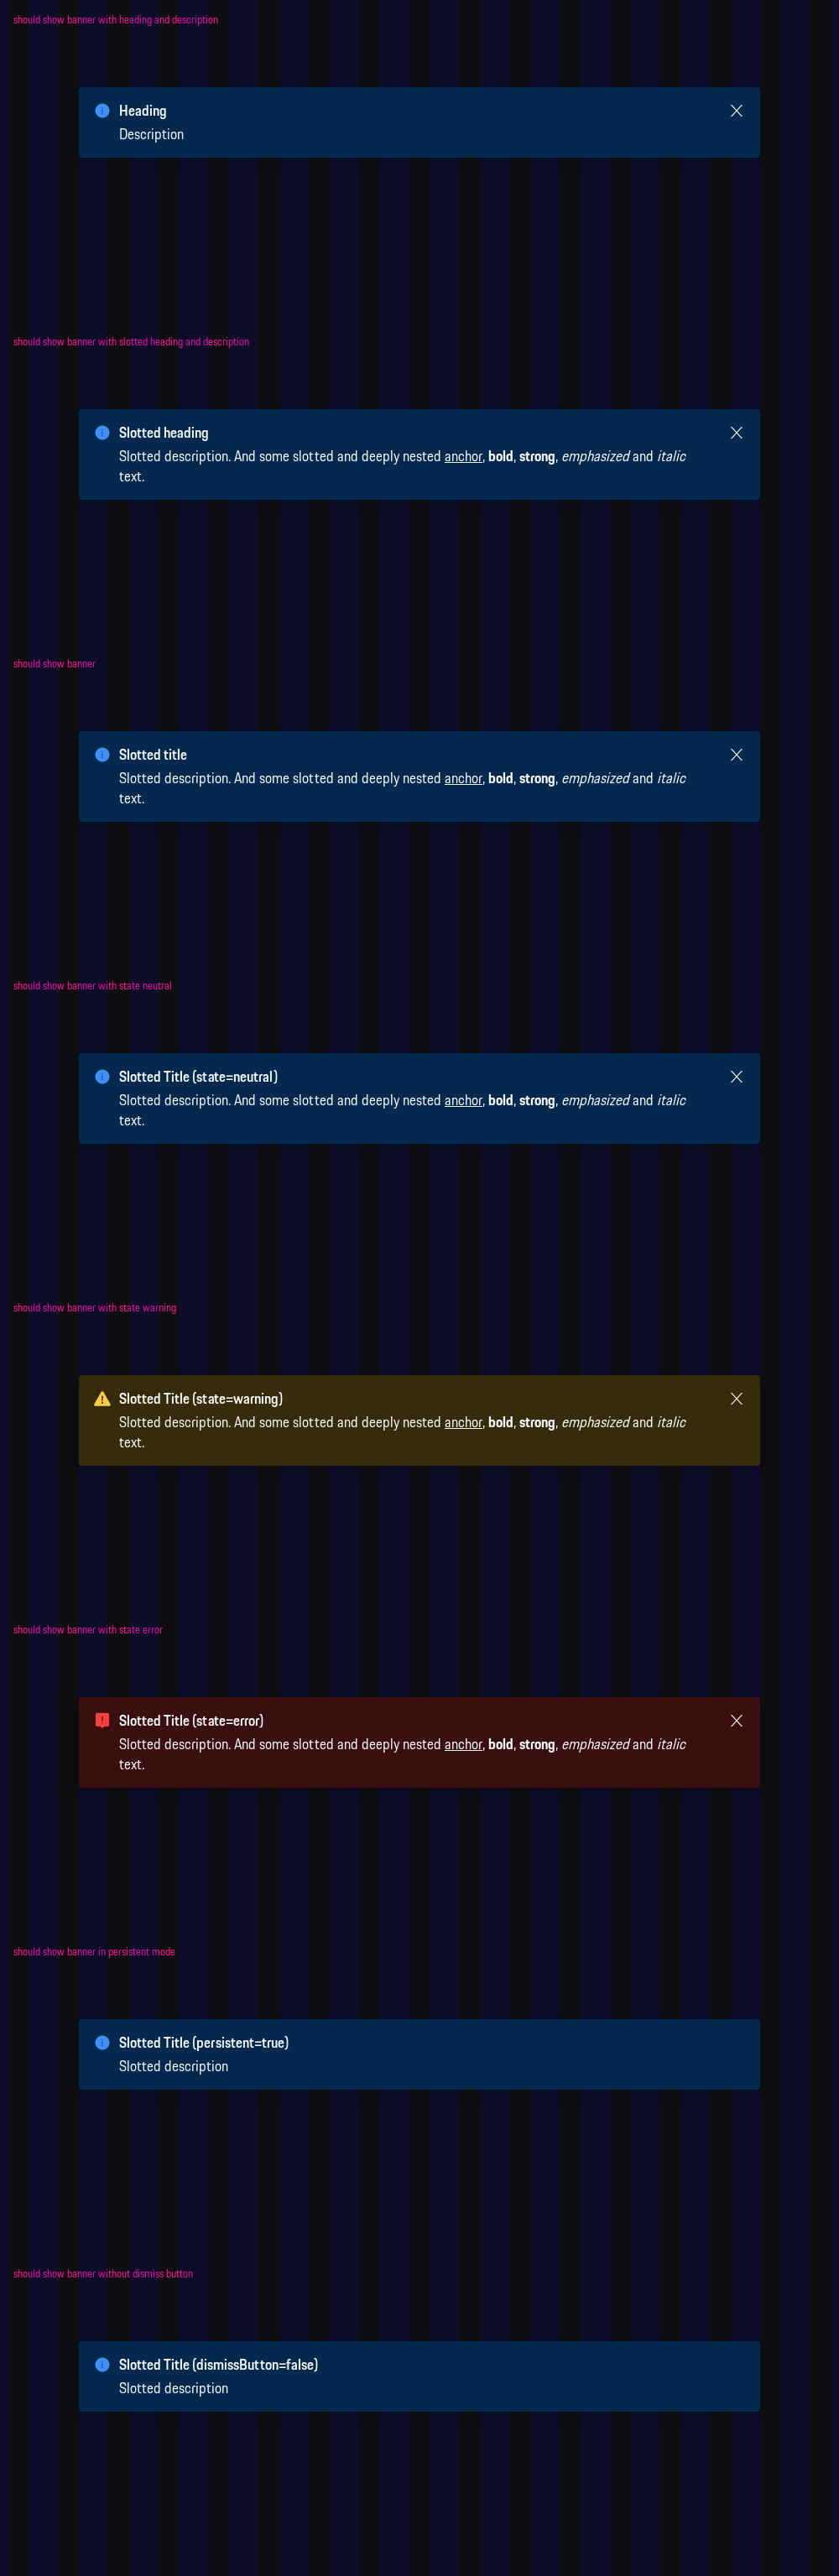 should show banner with heading and description
Heading
Description
should show banner with slotted heading and description
Slotted heading
Slotted description. And some slotted and deeply nested anchor, bold, strong, emphasized and italic
text.
should show banner
Slotted title
Slotted description. And some slotted and deeply nested anchor, bold, strong, emphasized and italic
text.
should show banner with state neutral
Slotted Title (state=neutral)
Slotted description. And some slotted and deeply nested anchor, bold, strong, emphasized and italic
text.
should show banner with state warning
Slotted Title (state=warning)
Slotted description. And some slotted and deeply nested anchor, bold, strong, emphasized and italic
text.
should show banner with state error
Slotted Title (state=error)
Slotted description. And some slotted and deeply nested anchor, bold, strong, emphasized and italic
text.
should show banner in persistent mode
Slotted Title (persistent=true)
Slotted description
should show banner without dismiss button
Slotted Title (dismissButton=false)
Slotted description